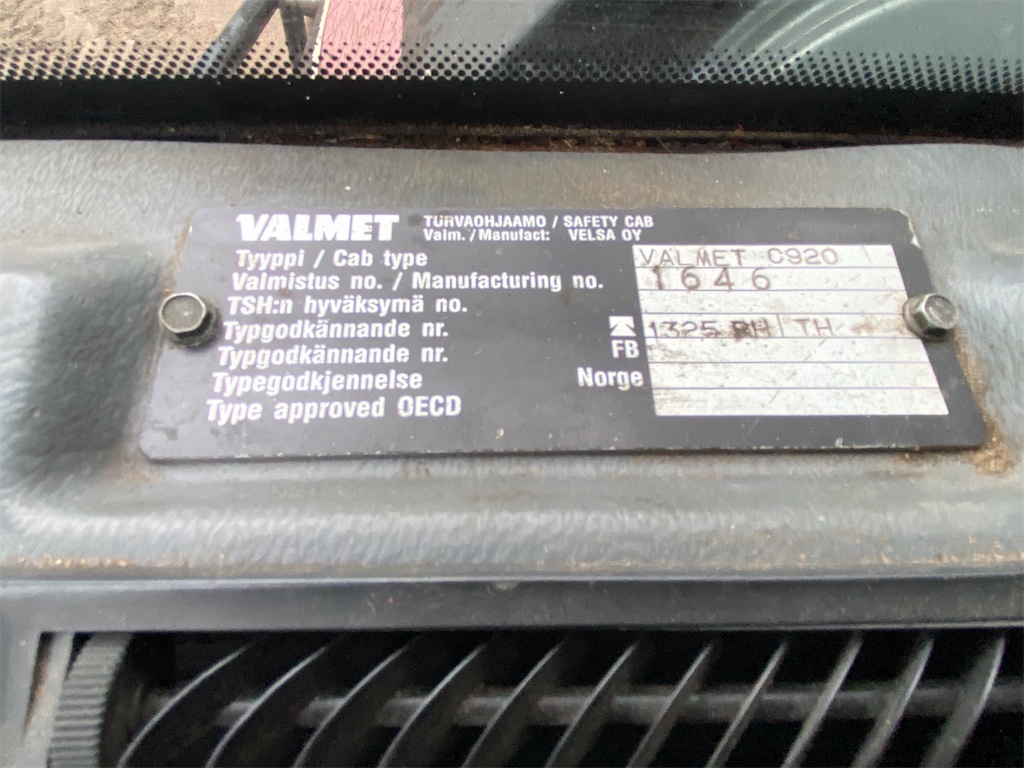 VALMET TURVAOHJAAMO / SAFETY CAB
Valm. / Manufact: VELSA OY
Tyyppi / Cab type VALMET C920
Valmistus no. / Manufacturing no. 1646
TSH:n hyväksymä no.
Typgodkännande nr. 1325 RH TH
Typgodkännande nr. FB
Typegodkjennelse Norge
Type approved OECD